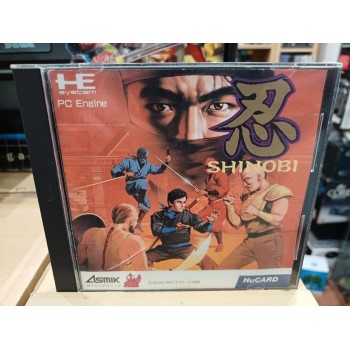 HE
system
PC Engine
忍
SHINOBI
ASMIK
HuCARD